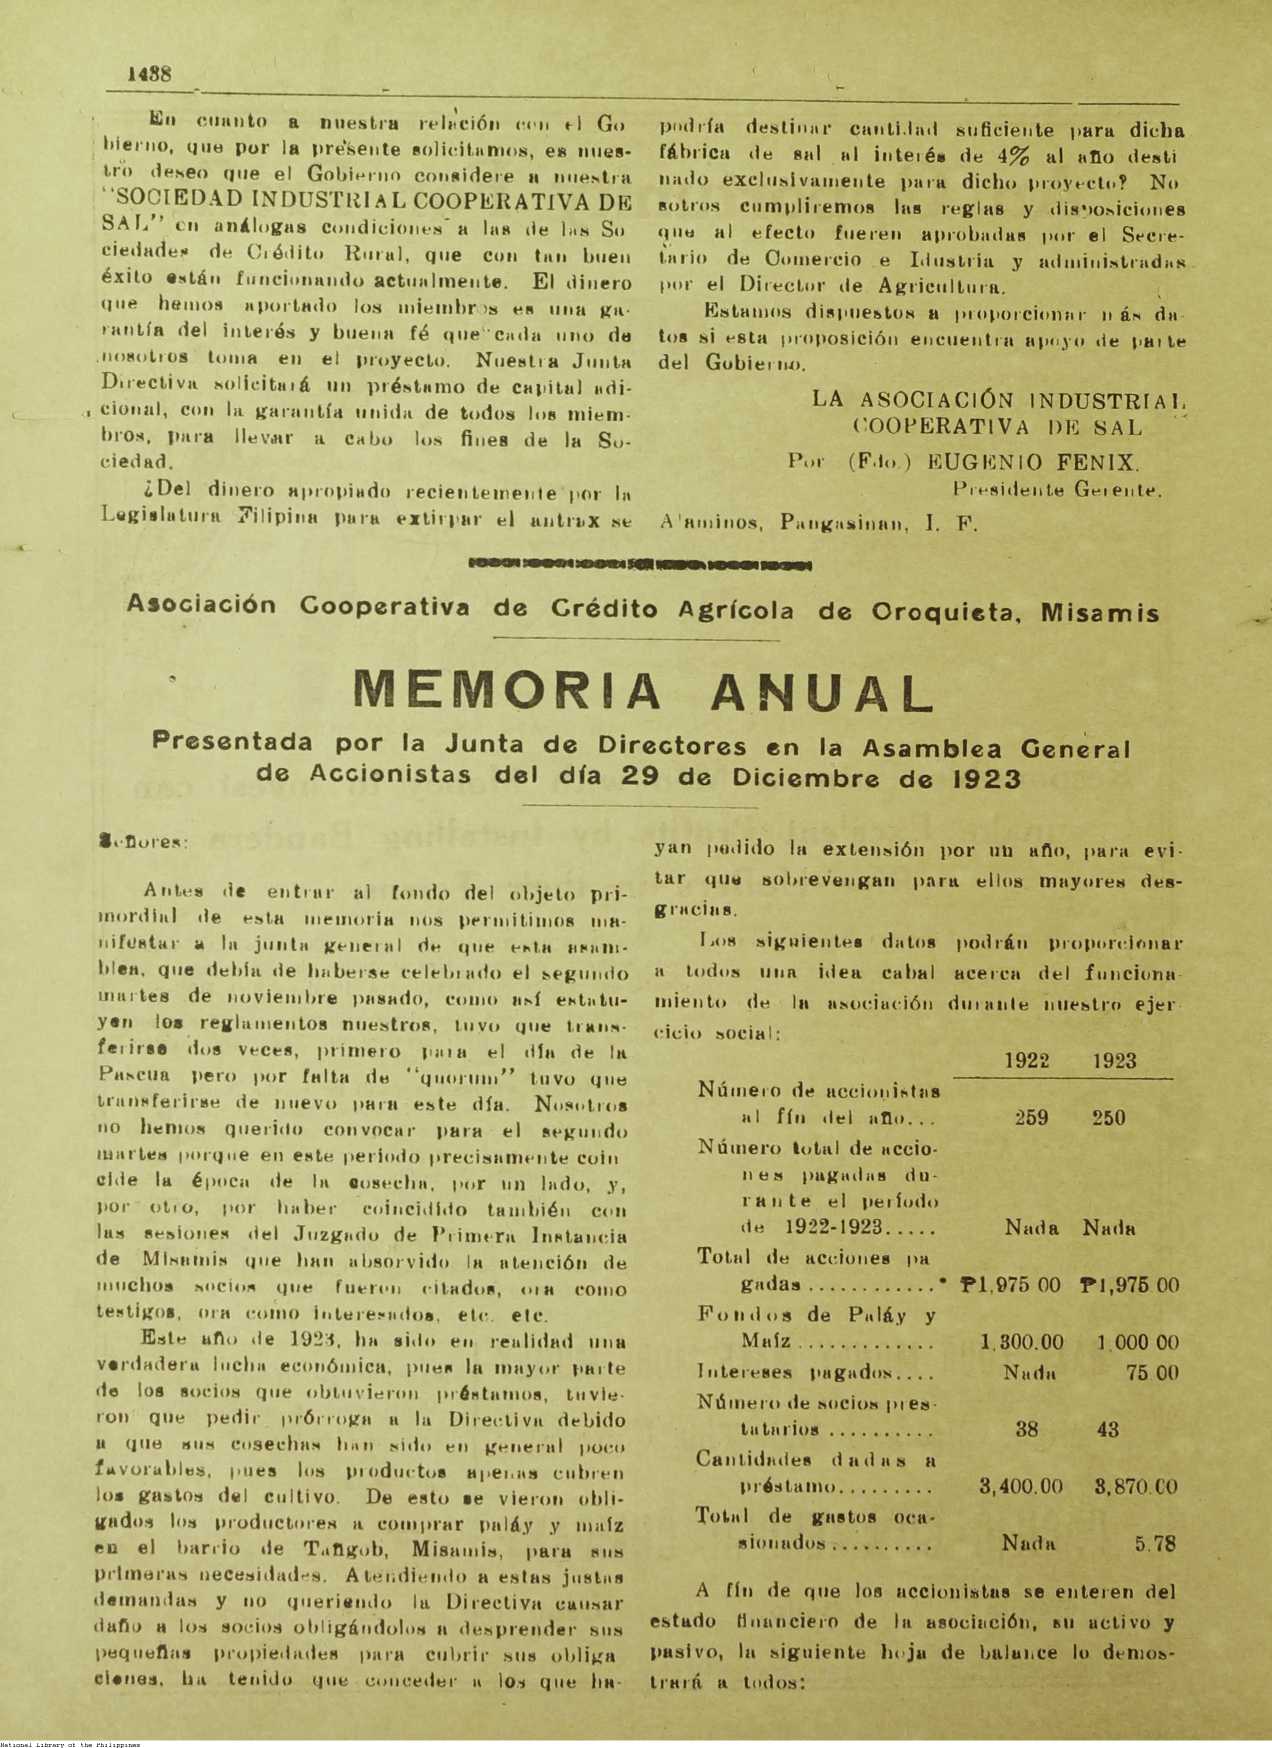 1488
En cuanto a nuestra relación con el Go
bierno, que por la presente solicitamos, es nues-
tro deseo que el Gobierno considere a nuestra
"SOCIEDAD INDUSTRIAL COOPERATIVA DE
SAL" en análogas condiciones a las de las So
ciedades de Crédito Rural, que con tan buen
éxito están funcionando actualmente. El dinero
que hemos aportado los miembros es una ga-
rantía del interés y buena fé que cada uno de
nosotros toma en el proyecto. Nuestra Junta
Directiva solicitará un préstamo de capital adi-
cional, con la garantía unida de todos los miem-
bros, para llevar a cabo los fines de la So-
ciedad.
¿Del dinero apropiado recientemente por la
Legislatura Filipina para extirpar el antrax se
podría destinar cantidad suficiente para dicha
fábrica de sal al interés de 4% al año desti
nado exclusivamente para dicho proyecto? No
sotros cumpliremos las reglas y disposiciones
que al efecto fueren aprobadas por el Secre-
tario de Comercio e Idustria y administradas
por el Director de Agricultura.
Estamos dispuestos a proporcionar más da
tos si esta proposición encuentra apoyo de parte
del Gobierno.
LA ASOCIACIÓN INDUSTRIAL
COOPERATIVA DE SAL
Por (Fdo.) EUGENIO FENIX.
Presidente Gerente.
A'aminos, Pangasinan, I. F.
Asociación Cooperativa de Crédito Agrícola de Oroquieta, Misamis
MEMORIA ANUAL
Presentada por la Junta de Directores en la Asamblea General
de Accionistas del día 29 de Diciembre de 1923
Señores:
Antes de entrar al fondo del objeto pri-
mordial de esta memoria nos permitimos ma-
nifestar a la junta general de que esta asam-
blea, que debía de haberse celebrado el segundo
martes de noviembre pasado, como así estatu-
yen los reglamentos nuestros, tuvo que trans-
ferirse dos veces, primero para el día de la
Pascua pero por falta de "quorum" tuvo que
transferirse de nuevo para este día. Nosotros
no hemos querido convocar para el segundo
martes porque en este periodo precisamente coin
cide la época de la cosecha, por un lado, y,
por otro, por haber coincidido también con
las sesiones del Juzgado de Primera Instancia
de Misamis que han absorvido la atención de
muchos socios que fueren citados, ora como
testigos, ora como interesados, etc. etc.
Este año de 1923, ha sido en realidad una
verdadera lucha económica, pues la mayor parte
de los socios que obtuvieron préstamos, tuvie-
ron que pedir prórroga a la Directiva debido
a que sus cosechas han sido en general poco
favorables, pues los productos apenas cubren
los gastos del cultivo. De esto se vieron obli-
gados los productores a comprar paláy y maíz
en el barrio de Tañgob, Misamis, para sus
primeras necesidades. Atendiendo a estas justas
demandas y no queriendo la Directiva causar
daño a los socios obligándolos a desprender sus
pequeñas propiedades para cubrir sus obliga
ciones, ha tenido que conceder a los que ha-
yan pedido la extensión por un año, para evi-
tar que sobrevengan para ellos mayores des-
gracias.
Los siguientes datos podrán proporcionar
a todos una idea cabal acerca del funciona
miento de la asociación durante nuestro ejer
cicio social:
1922 1923
Número de accionistas
al fín del año... 259 250
Número total de accio-
nes pagadas du-
rante el período
de 1922-1923..... Nada Nada
Total de acciones pa
gadas ............ ₱1,975 00 ₱1,975 00
Fondos de Paláy y
Maíz ............. 1,300.00 1.000 00
Intereses pagados.... Nada 75 00
Número de socios pres-
tatarios .......... 38 43
Cantidades dadas a
préstamo......... 3,400.00 3,870.00
Total de gastos oca-
sionados .......... Nada 5.78
A fín de que los accionistas se enteren del
estado financiero de la asociación, su activo y
pasivo, la siguiente hoja de balance lo demos-
trará a todos:
National Library of the Philippines